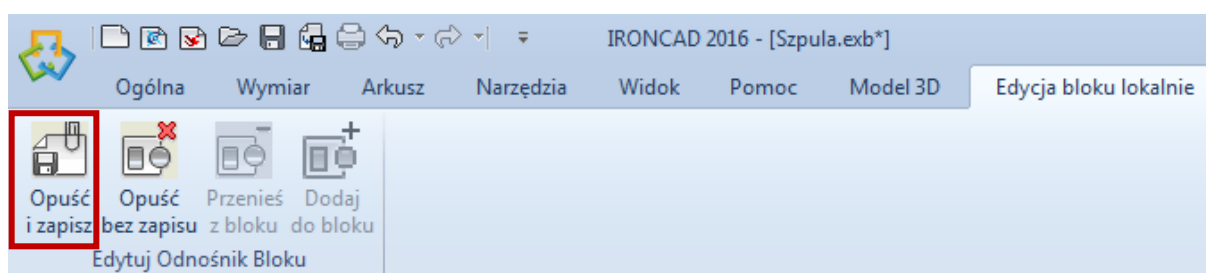 IRONCAD 2016 - [Szpula.exb*]
Ogólna Wymiar Arkusz Narzędzia Widok Pomoc Model 3D Edycja bloku lokalnie
Opuść Opuść Przenieś Dodaj
i zapisz bez zapisu z bloku do bloku
Edytuj Odnośnik Bloku